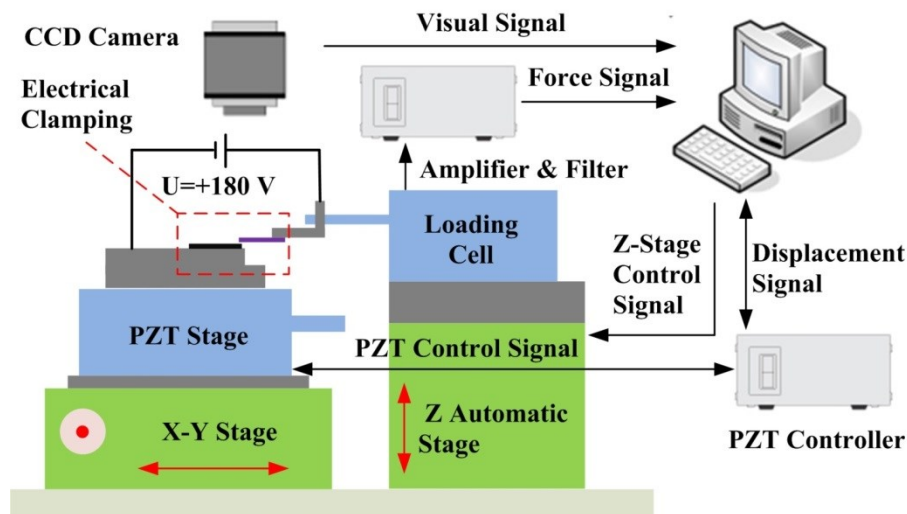 CCD Camera
Visual Signal
Electrical
Clamping
Force Signal
U=+180 V
Amplifier & Filter
Loading
Cell
Z-Stage
Control
Signal
Displacement
Signal
PZT Stage
PZT Control Signal
X-Y Stage
Z Automatic
Stage
PZT Controller